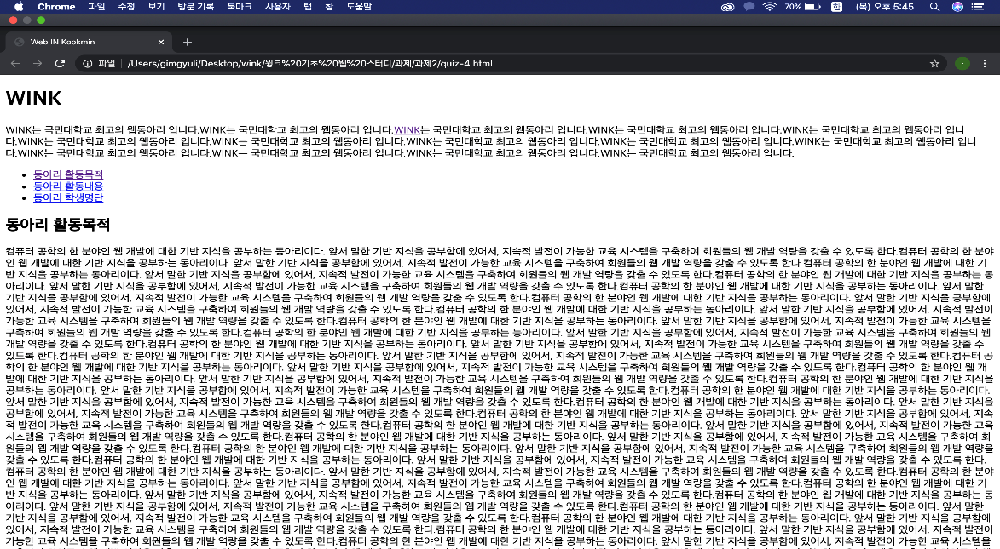 Chrome 파일 수정 보기 방문 기록 북마크 사용자 탭 창 도움말 70% 한 (목) 오후 5:45
Web IN Kookmin
파일 /Users/gimgyuli/Desktop/wink/윙크%20기초%20웹%20스터디/과제/과제2/quiz-4.html
WINK
WINK는 국민대학교 최고의 웹동아리 입니다.WINK는 국민대학교 최고의 웹동아리 입니다.WINK는 국민대학교 최고의 웹동아리 입니다.WINK는 국민대학교 최고의 웹동아리 입니다.WINK는 국민대학교 최고의 웹동아리 입니
다.WINK는 국민대학교 최고의 웹동아리 입니다.WINK는 국민대학교 최고의 웹동아리 입니다.WINK는 국민대학교 최고의 웹동아리 입니다.WINK는 국민대학교 최고의 웹동아리 입니다.WINK는 국민대학교 최고의 웹동아리 입니
다.WINK는 국민대학교 최고의 웹동아리 입니다.WINK는 국민대학교 최고의 웹동아리 입니다.WINK는 국민대학교 최고의 웹동아리 입니다.WINK는 국민대학교 최고의 웹동아리 입니다.
동아리 활동목적
동아리 활동내용
동아리 학생명단
동아리 활동목적
컴퓨터 공학의 한 분야인 웹 개발에 대한 기반 지식을 공부하는 동아리이다. 앞서 말한 기반 지식을 공부함에 있어서, 지속적 발전이 가능한 교육 시스템을 구축하여 회원들의 웹 개발 역량을 갖출 수 있도록 한다.컴퓨터 공학의 한 분야
인 웹 개발에 대한 기반 지식을 공부하는 동아리이다. 앞서 말한 기반 지식을 공부함에 있어서, 지속적 발전이 가능한 교육 시스템을 구축하여 회원들의 웹 개발 역량을 갖출 수 있도록 한다.컴퓨터 공학의 한 분야인 웹 개발에 대한 기
반 지식을 공부하는 동아리이다. 앞서 말한 기반 지식을 공부함에 있어서, 지속적 발전이 가능한 교육 시스템을 구축하여 회원들의 웹 개발 역량을 갖출 수 있도록 한다.컴퓨터 공학의 한 분야인 웹 개발에 대한 기반 지식을 공부하는 동
아리이다. 앞서 말한 기반 지식을 공부함에 있어서, 지속적 발전이 가능한 교육 시스템을 구축하여 회원들의 웹 개발 역량을 갖출 수 있도록 한다.컴퓨터 공학의 한 분야인 웹 개발에 대한 기반 지식을 공부하는 동아리이다. 앞서 말한
기반 지식을 공부함에 있어서, 지속적 발전이 가능한 교육 시스템을 구축하여 회원들의 웹 개발 역량을 갖출 수 있도록 한다.컴퓨터 공학의 한 분야인 웹 개발에 대한 기반 지식을 공부하는 동아리이다. 앞서 말한 기반 지식을 공부함에
있어서, 지속적 발전이 가능한 교육 시스템을 구축하여 회원들의 웹 개발 역량을 갖출 수 있도록 한다.컴퓨터 공학의 한 분야인 웹 개발에 대한 기반 지식을 공부하는 동아리이다. 앞서 말한 기반 지식을 공부함에 있어서, 지속적 발전이
가능한 교육 시스템을 구축하여 회원들의 웹 개발 역량을 갖출 수 있도록 한다.컴퓨터 공학의 한 분야인 웹 개발에 대한 기반 지식을 공부하는 동아리이다. 앞서 말한 기반 지식을 공부함에 있어서, 지속적 발전이 가능한 교육 시스템을
구축하여 회원들의 웹 개발 역량을 갖출 수 있도록 한다.컴퓨터 공학의 한 분야인 웹 개발에 대한 기반 지식을 공부하는 동아리이다. 앞서 말한 기반 지식을 공부함에 있어서, 지속적 발전이 가능한 교육 시스템을 구축하여 회원들의 웹
개발 역량을 갖출 수 있도록 한다.컴퓨터 공학의 한 분야인 웹 개발에 대한 기반 지식을 공부하는 동아리이다. 앞서 말한 기반 지식을 공부함에 있어서, 지속적 발전이 가능한 교육 시스템을 구축하여 회원들의 웹 개발 역량을 갖출 수
있도록 한다.컴퓨터 공학의 한 분야인 웹 개발에 대한 기반 지식을 공부하는 동아리이다. 앞서 말한 기반 지식을 공부함에 있어서, 지속적 발전이 가능한 교육 시스템을 구축하여 회원들의 웹 개발 역량을 갖출 수 있도록 한다.컴퓨터 공
학의 한 분야인 웹 개발에 대한 기반 지식을 공부하는 동아리이다. 앞서 말한 기반 지식을 공부함에 있어서, 지속적 발전이 가능한 교육 시스템을 구축하여 회원들의 웹 개발 역량을 갖출 수 있도록 한다.컴퓨터 공학의 한 분야인 웹 개
발에 대한 기반 지식을 공부하는 동아리이다. 앞서 말한 기반 지식을 공부함에 있어서, 지속적 발전이 가능한 교육 시스템을 구축하여 회원들의 웹 개발 역량을 갖출 수 있도록 한다.컴퓨터 공학의 한 분야인 웹 개발에 대한 기반 지식을
공부하는 동아리이다. 앞서 말한 기반 지식을 공부함에 있어서, 지속적 발전이 가능한 교육 시스템을 구축하여 회원들의 웹 개발 역량을 갖출 수 있도록 한다.컴퓨터 공학의 한 분야인 웹 개발에 대한 기반 지식을 공부하는 동아리이다.
앞서 말한 기반 지식을 공부함에 있어서, 지속적 발전이 가능한 교육 시스템을 구축하여 회원들의 웹 개발 역량을 갖출 수 있도록 한다.컴퓨터 공학의 한 분야인 웹 개발에 대한 기반 지식을 공부하는 동아리이다. 앞서 말한 기반 지식을
공부함에 있어서, 지속적 발전이 가능한 교육 시스템을 구축하여 회원들의 웹 개발 역량을 갖출 수 있도록 한다.컴퓨터 공학의 한 분야인 웹 개발에 대한 기반 지식을 공부하는 동아리이다. 앞서 말한 기반 지식을 공부함에 있어서, 지속
적 발전이 가능한 교육 시스템을 구축하여 회원들의 웹 개발 역량을 갖출 수 있도록 한다.컴퓨터 공학의 한 분야인 웹 개발에 대한 기반 지식을 공부하는 동아리이다. 앞서 말한 기반 지식을 공부함에 있어서, 지속적 발전이 가능한 교육
시스템을 구축하여 회원들의 웹 개발 역량을 갖출 수 있도록 한다.컴퓨터 공학의 한 분야인 웹 개발에 대한 기반 지식을 공부하는 동아리이다. 앞서 말한 기반 지식을 공부함에 있어서, 지속적 발전이 가능한 교육 시스템을 구축하여 회
원들의 웹 개발 역량을 갖출 수 있도록 한다.컴퓨터 공학의 한 분야인 웹 개발에 대한 기반 지식을 공부하는 동아리이다. 앞서 말한 기반 지식을 공부함에 있어서, 지속적 발전이 가능한 교육 시스템을 구축하여 회원들의 웹 개발 역량을
갖출 수 있도록 한다.컴퓨터 공학의 한 분야인 웹 개발에 대한 기반 지식을 공부하는 동아리이다. 앞서 말한 기반 지식을 공부함에 있어서, 지속적 발전이 가능한 교육 시스템을 구축하여 회원들의 웹 개발 역량을 갖출 수 있도록 한다.
컴퓨터 공학의 한 분야인 웹 개발에 대한 기반 지식을 공부하는 동아리이다. 앞서 말한 기반 지식을 공부함에 있어서, 지속적 발전이 가능한 교육 시스템을 구축하여 회원들의 웹 개발 역량을 갖출 수 있도록 한다.컴퓨터 공학의 한 분야
인 웹 개발에 대한 기반 지식을 공부하는 동아리이다. 앞서 말한 기반 지식을 공부함에 있어서, 지속적 발전이 가능한 교육 시스템을 구축하여 회원들의 웹 개발 역량을 갖출 수 있도록 한다.컴퓨터 공학의 한 분야인 웹 개발에 대한 기
반 지식을 공부하는 동아리이다. 앞서 말한 기반 지식을 공부함에 있어서, 지속적 발전이 가능한 교육 시스템을 구축하여 회원들의 웹 개발 역량을 갖출 수 있도록 한다.컴퓨터 공학의 한 분야인 웹 개발에 대한 기반 지식을 공부하는 동
아리이다. 앞서 말한 기반 지식을 공부함에 있어서, 지속적 발전이 가능한 교육 시스템을 구축하여 회원들의 웹 개발 역량을 갖출 수 있도록 한다.컴퓨터 공학의 한 분야인 웹 개발에 대한 기반 지식을 공부하는 동아리이다. 앞서 말한
기반 지식을 공부함에 있어서, 지속적 발전이 가능한 교육 시스템을 구축하여 회원들의 웹 개발 역량을 갖출 수 있도록 한다.컴퓨터 공학의 한 분야인 웹 개발에 대한 기반 지식을 공부하는 동아리이다. 앞서 말한 기반 지식을 공부함에
있어서, 지속적 발전이 가능한 교육 시스템을 구축하여 회원들의 웹 개발 역량을 갖출 수 있도록 한다.컴퓨터 공학의 한 분야인 웹 개발에 대한 기반 지식을 공부하는 동아리이다. 앞서 말한 기반 지식을 공부함에 있어서, 지속적 발전이
가능한 교육 시스템을 구축하여 회원들의 웹 개발 역량을 갖출 수 있도록 한다.컴퓨터 공학의 한 분야인 웹 개발에 대한 기반 지식을 공부하는 동아리이다. 앞서 말한 기반 지식을 공부함에 있어서, 지속적 발전이 가능한 교육 시스템을